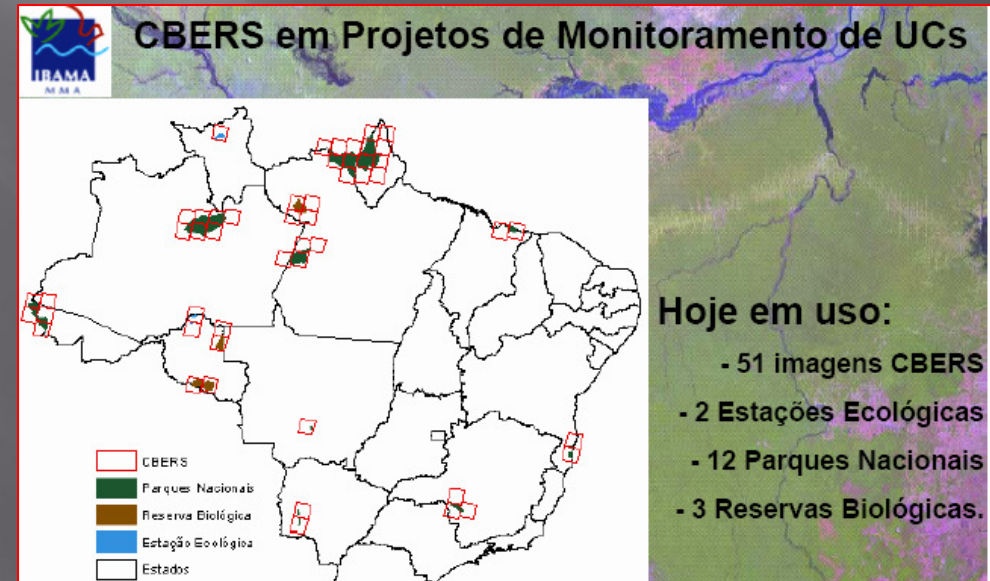 CBERS em Projetos de Monitoramento de UCs
IBAMA
M M A
Hoje em uso:
- 51 imagens CBERS
- 2 Estações Ecológicas
- 12 Parques Nacionais
- 3 Reservas Biológicas.
CBERS
Parques Nacionais
Reserva Biológica
Estação Ecológica
Estados